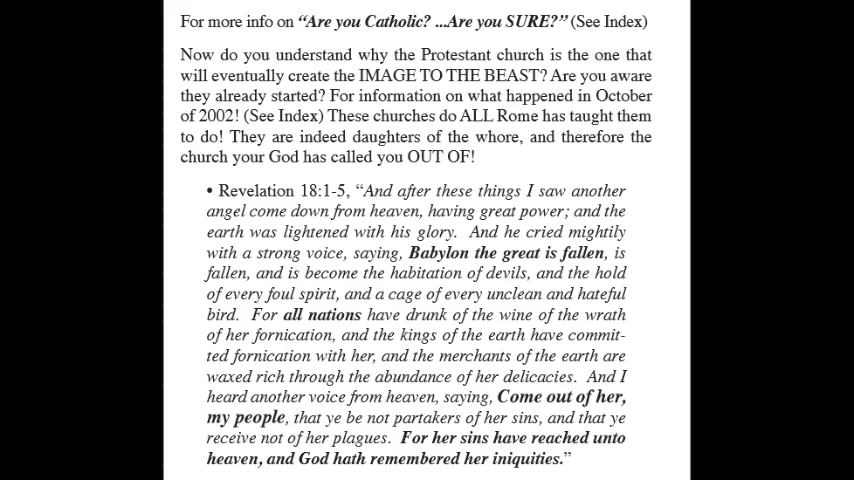 For more info on “Are you Catholic? ...Are you SURE?” (See Index)
Now do you understand why the Protestant church is the one that
will eventually create the IMAGE TO THE BEAST? Are you aware
they already started? For information on what happened in October
of 2002! (See Index) These churches do ALL Rome has taught them
to do! They are indeed daughters of the whore, and therefore the
church your God has called you OUT OF!
• Revelation 18:1-5, “And after these things I saw another
angel come down from heaven, having great power; and the
earth was lightened with his glory. And he cried mightily
with a strong voice, saying, Babylon the great is fallen, is
fallen, and is become the habitation of devils, and the hold
of every foul spirit, and a cage of every unclean and hateful
bird. For all nations have drunk of the wine of the wrath
of her fornication, and the kings of the earth have commit-
ted fornication with her, and the merchants of the earth are
waxed rich through the abundance of her delicacies. And I
heard another voice from heaven, saying, Come out of her,
my people, that ye be not partakers of her sins, and that ye
receive not of her plagues. For her sins have reached unto
heaven, and God hath remembered her iniquities.”